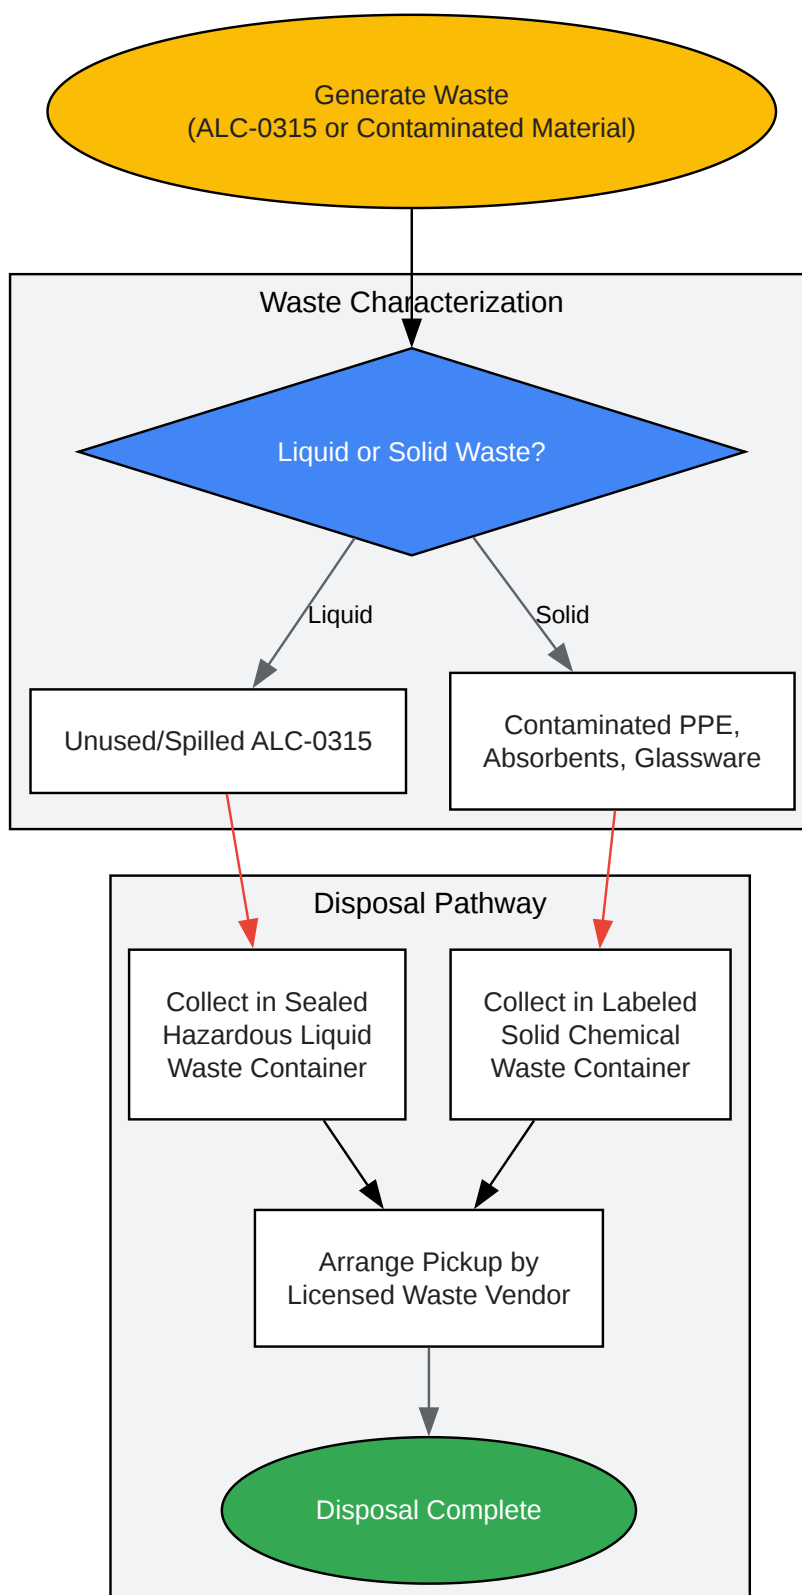 Generate Waste
(ALC-0315 or Contaminated Material)
Waste Characterization
Liquid or Solid Waste?
Liquid
Solid
Unused/Spilled ALC-0315
Contaminated PPE,
Absorbents, Glassware
Disposal Pathway
Collect in Sealed
Hazardous Liquid
Waste Container
Collect in Labeled
Solid Chemical
Waste Container
Arrange Pickup by
Licensed Waste Vendor
Disposal Complete